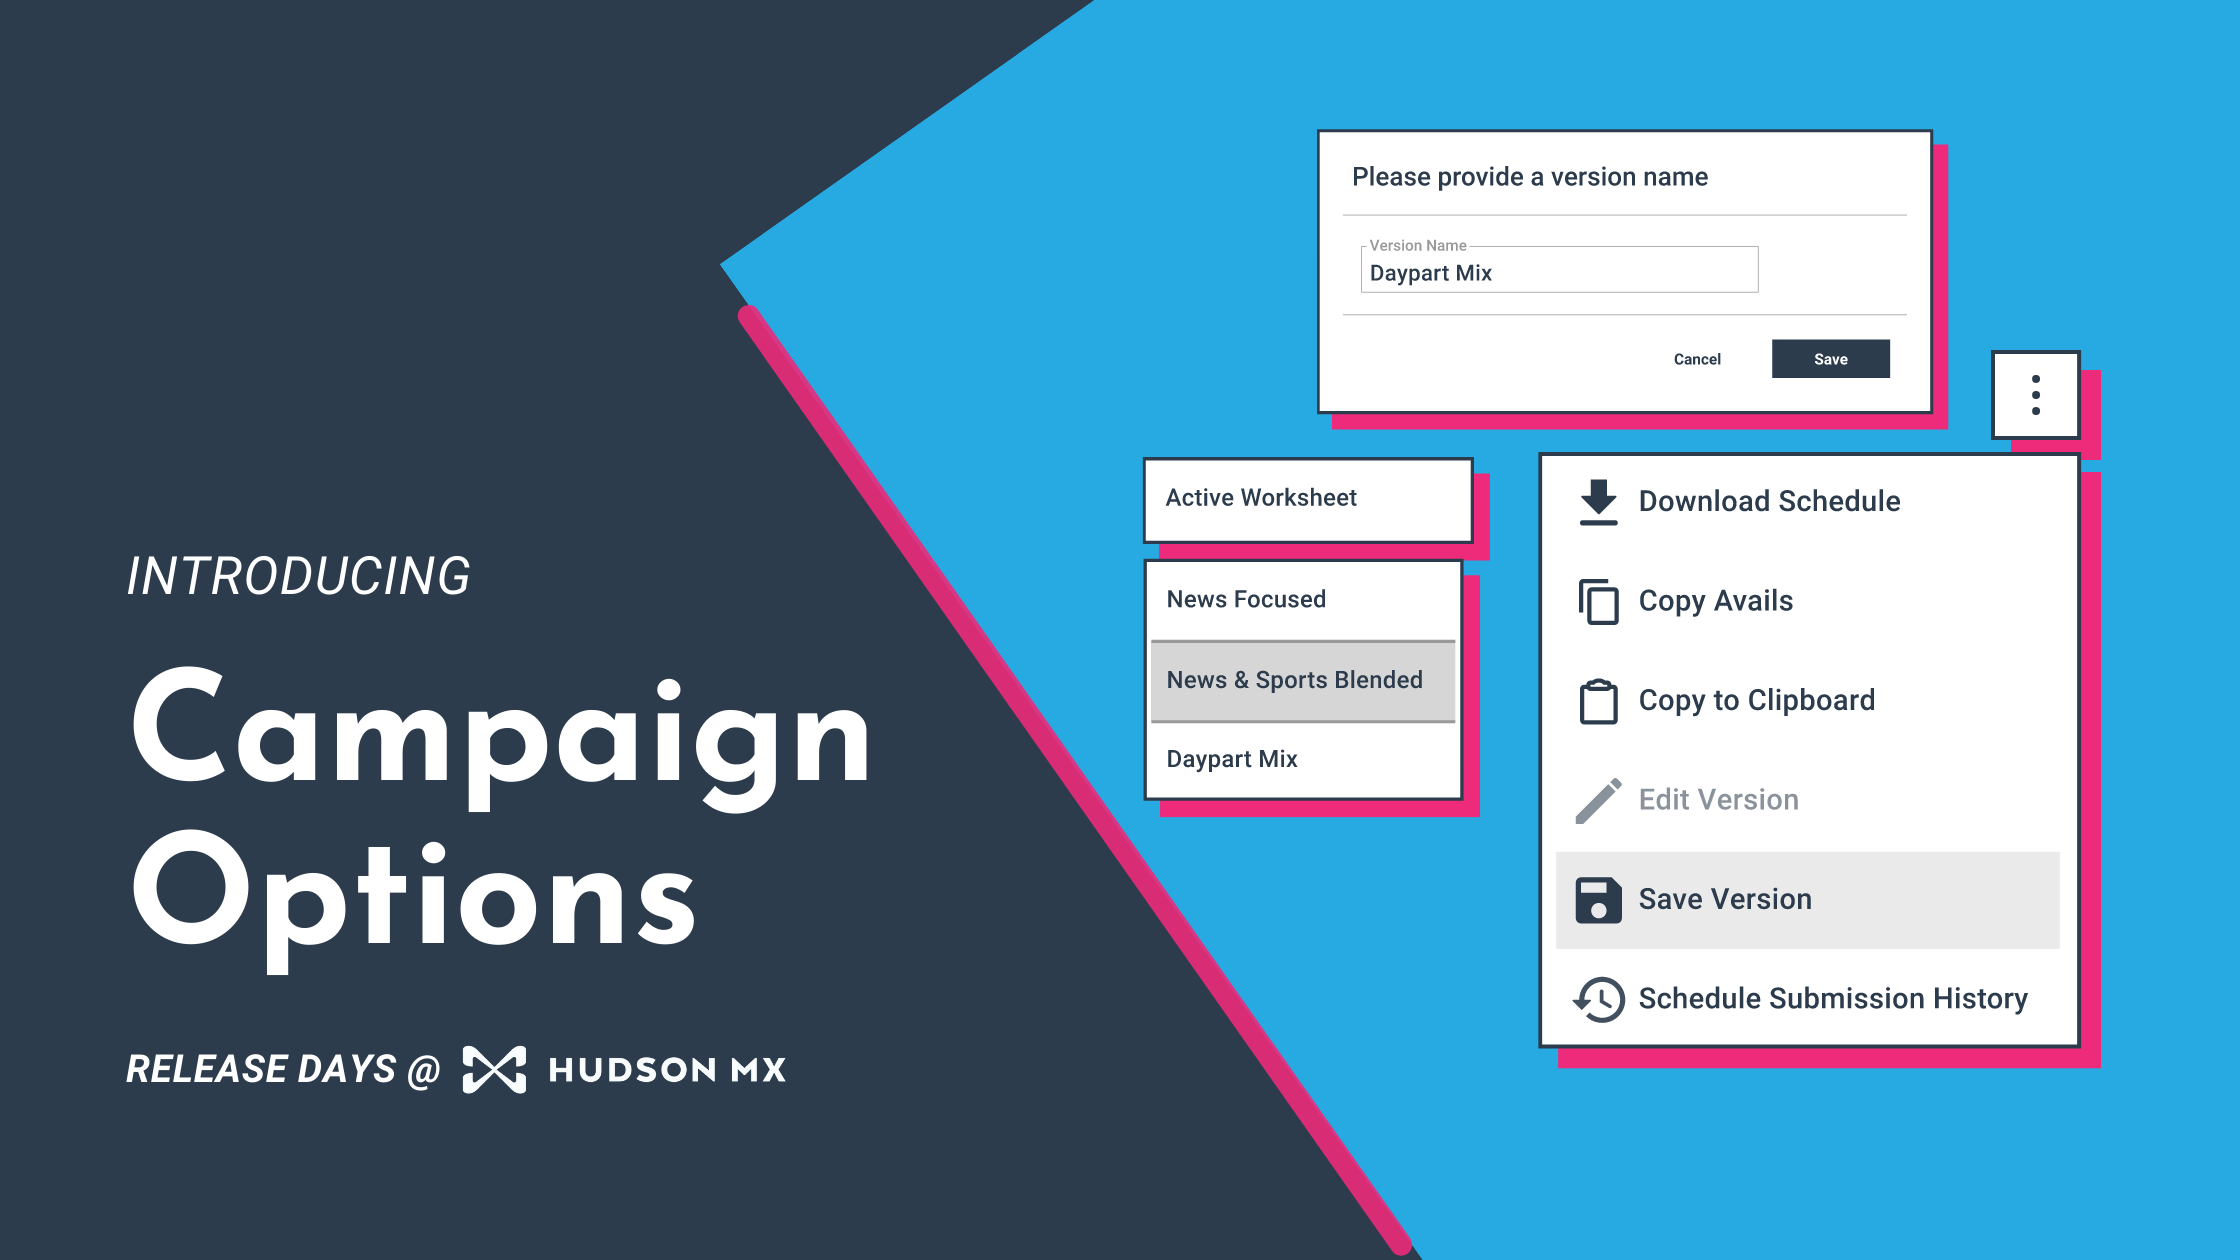 INTRODUCING
Campaign
Options
RELEASE DAYS @ HUDSON MX
Please provide a version name
Version Name
Daypart Mix
Cancel
Save
Active Worksheet
News Focused
News & Sports Blended
Daypart Mix
Download Schedule
Copy Avails
Copy to Clipboard
Edit Version
Save Version
Schedule Submission History